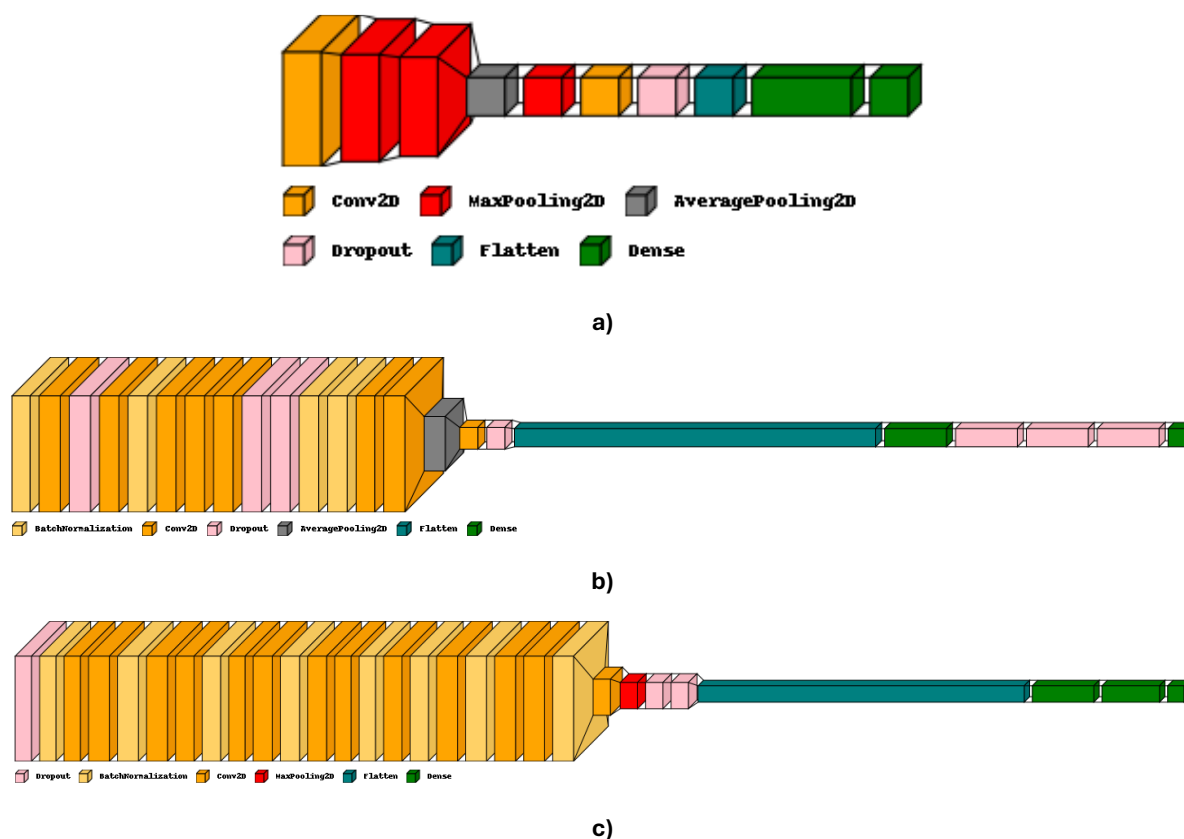 Conv2D MaxPooling2D AveragePooling2D
Dropout Flatten Dense
a)
BatchNormalization Conv2D Dropout AveragePooling2D Flatten Dense
b)
Dropout BatchNormalization Conv2D MaxPooling2D Flatten Dense
c)